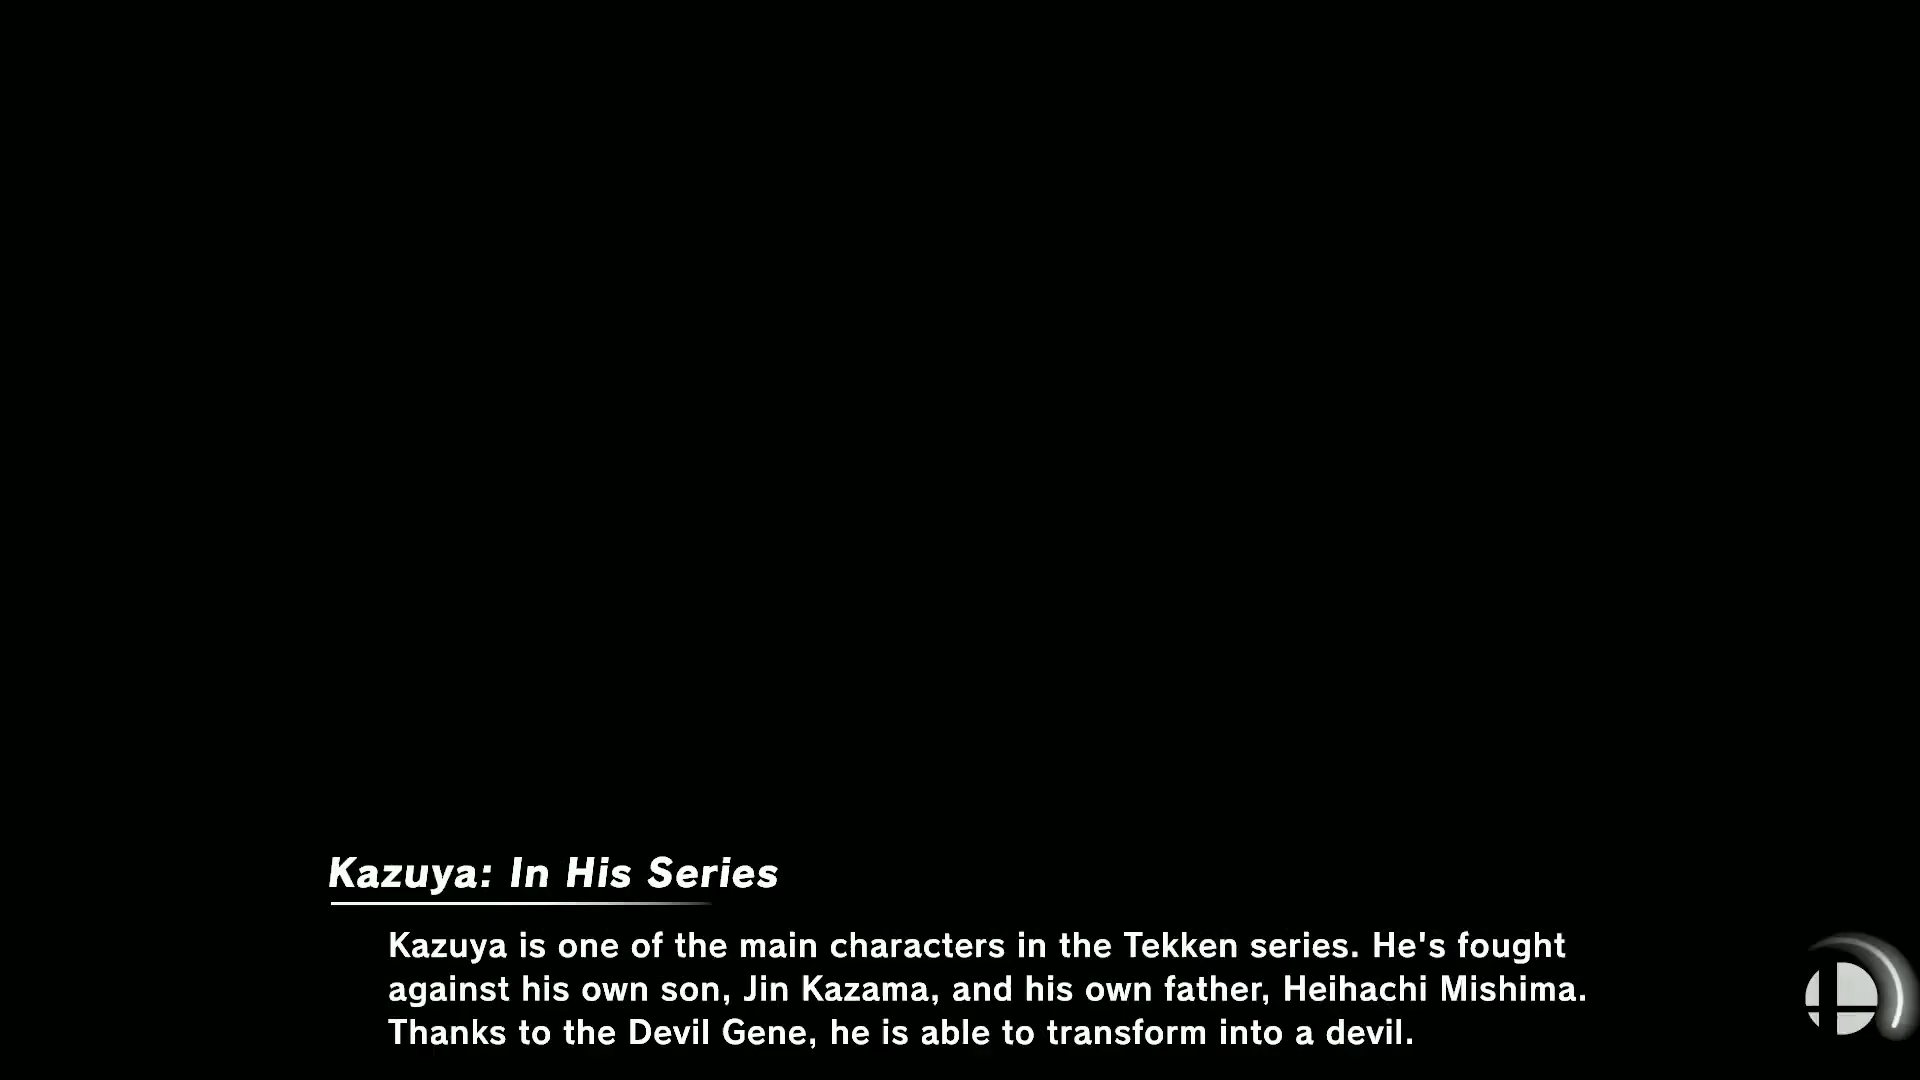 Kazuya: In His Series
Kazuya is one of the main characters in the Tekken series. He's fought
against his own son, Jin Kazama, and his own father, Heihachi Mishima.
Thanks to the Devil Gene, he is able to transform into a devil.